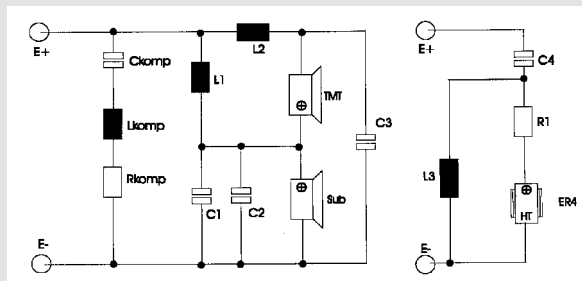 E+
Ckomp
L1
L2
TMT
C3
Lkomp
Rkomp
C1
C2
Sub
E-
E+
C4
R1
L3
ER4
HT
E-